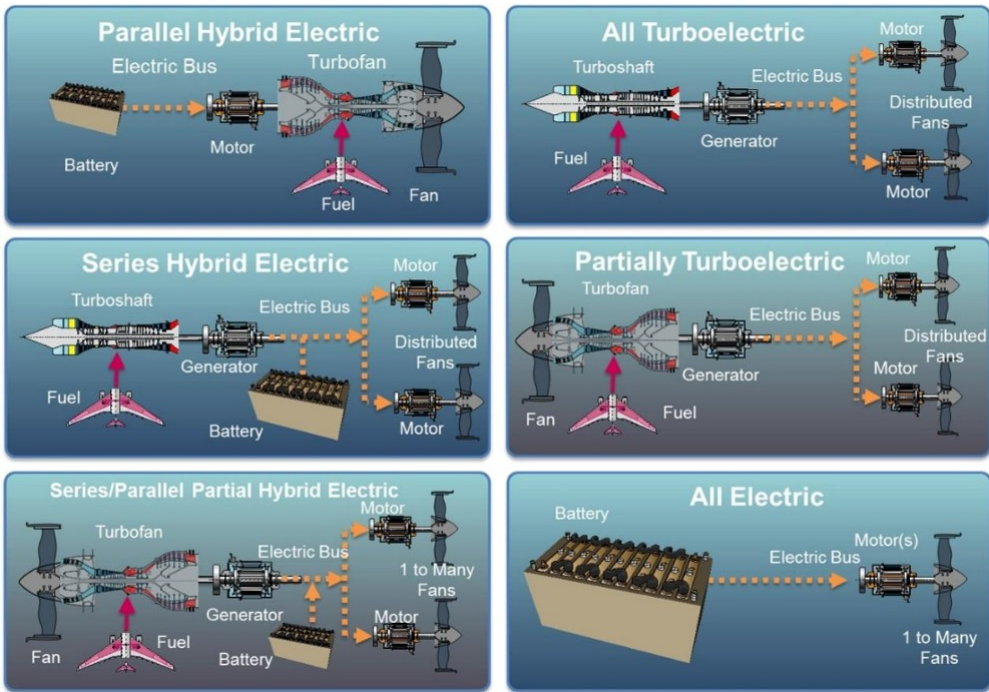 Parallel Hybrid Electric
Electric Bus
Turbofan
Battery
Motor
Fuel
Fan
All Turboelectric
Motor
Turboshaft
Electric Bus
Distributed
Fans
Fuel
Generator
Motor
Series Hybrid Electric
Motor
Turboshaft
Electric Bus
Distributed
Fans
Generator
Fuel
Battery
Motor
Partially Turboelectric
Motor
Turbofan
Electric Bus
Distributed
Fans
Generator
Motor
Fan
Fuel
Series/Parallel Partial Hybrid Electric
Motor
Turbofan
Electric Bus
1 to Many
Fans
Generator
Motor
Fan
Fuel
Battery
All Electric
Battery
Motor(s)
Electric Bus
1 to Many
Fans